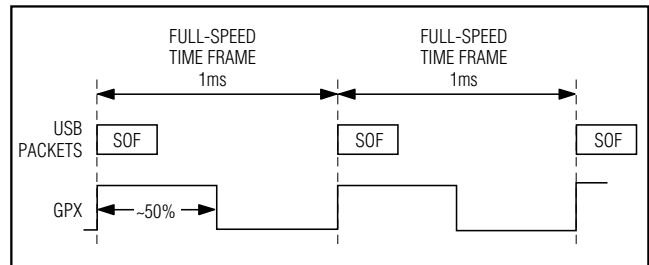 FULL-SPEED
TIME FRAME
1ms
FULL-SPEED
TIME FRAME
1ms
USB
PACKETS
SOF
SOF
SOF
GPX
~50%